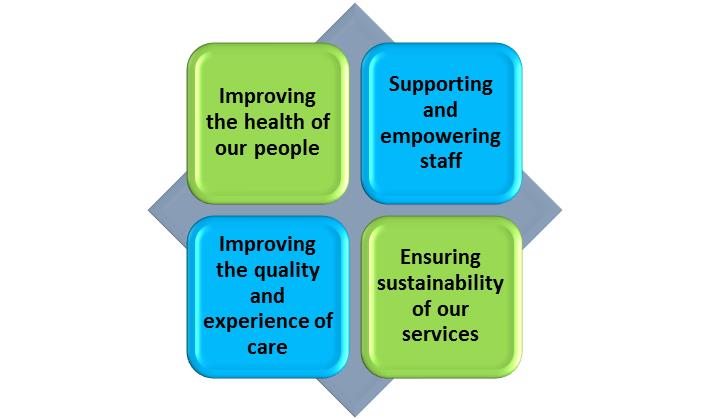 Improving
the health of
our people
Supporting
and
empowering
staff
Improving
the quality
and
experience of
care
Ensuring
sustainability
of our
services